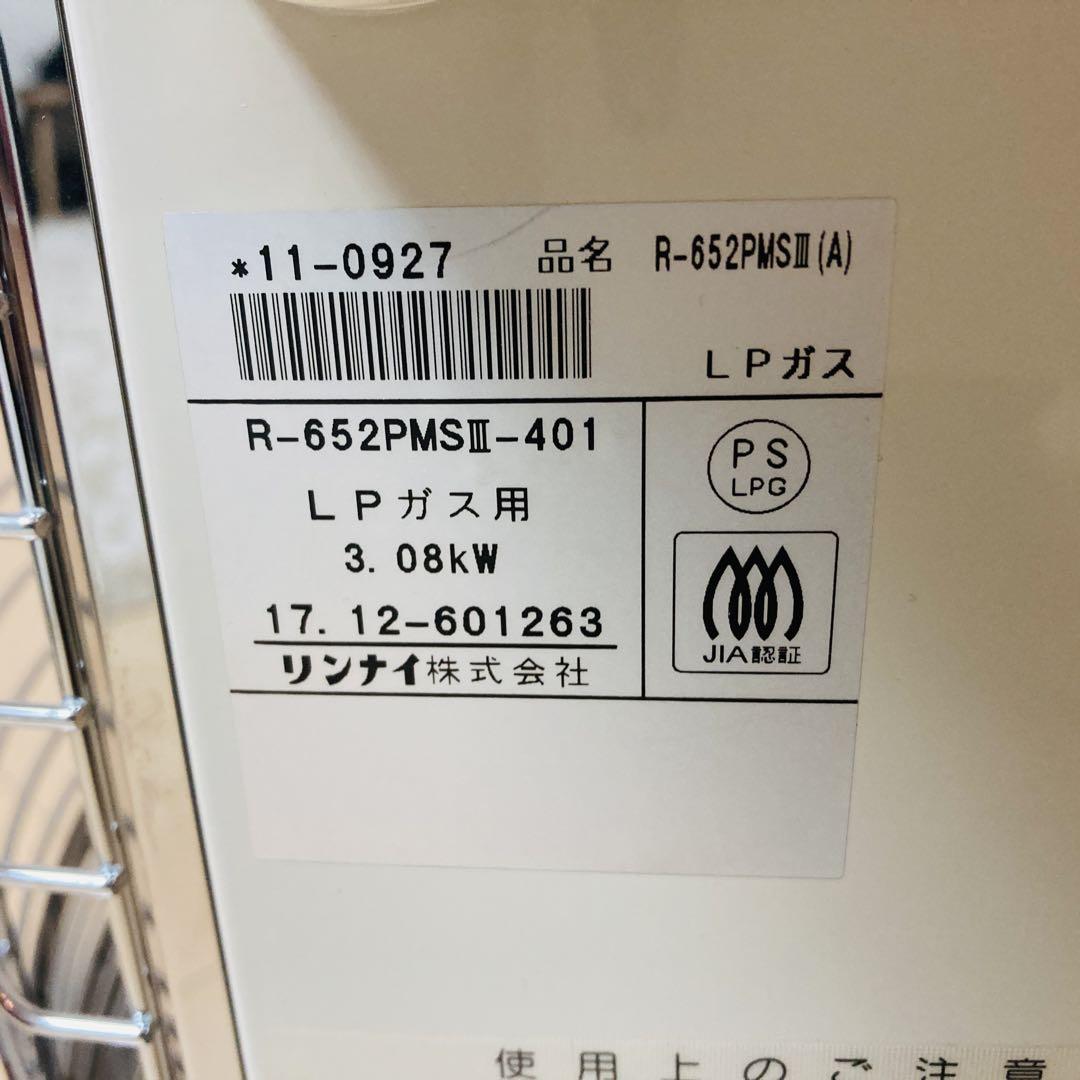 *11-0927 品名 R-652PMSⅢ(A)
LPガス
R-652PMSⅢ-401
LPガス用
3.08kW
17.12-601263
リンナイ株式会社
PS
LPG
JIA認証
使用上のご注意